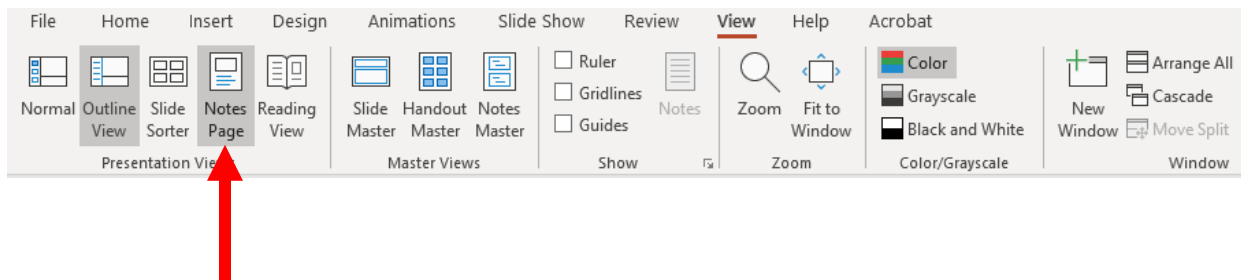 File Home Insert Design Animations Slide Show Review View Help Acrobat
Normal Outline View Slide Sorter Notes Page Reading View
Presentation Views
Slide Master Handout Master Notes Master
Master Views
Ruler
Gridlines
Guides
Notes
Show
Zoom Fit to Window
Zoom
Color
Grayscale
Black and White
Color/Grayscale
New Window
Arrange All
Cascade
Move Split
Window